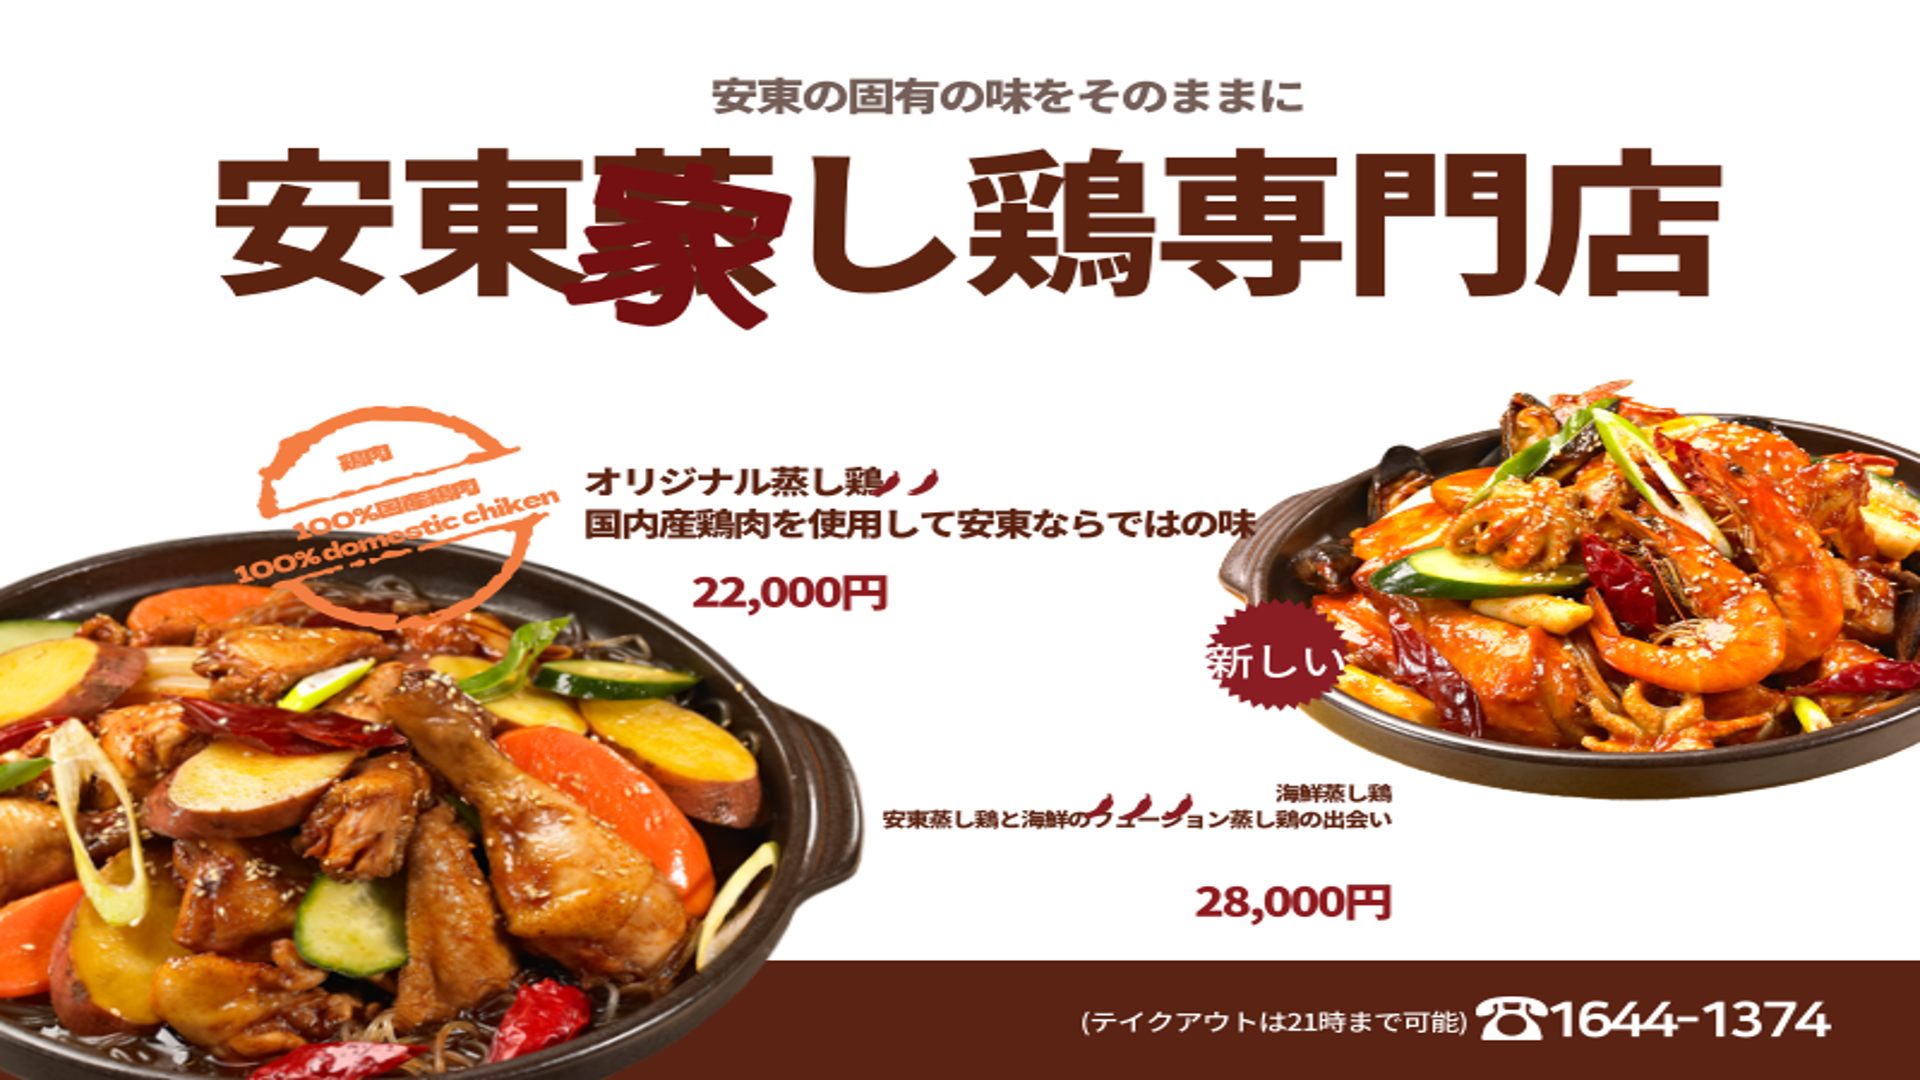 安東の固有の味をそのままに
安東蒸し鶏専門店
家
鶏肉
100%国産鶏肉
100% domestic chiken
オリジナル蒸し鶏
国内産鶏肉を使用して安東ならではの味
22,000円
新しい
海鮮蒸し鶏
安東蒸し鶏と海鮮のフュージョン蒸し鶏の出会い
28,000円
(テイクアウトは21時まで可能) ☎1644-1374